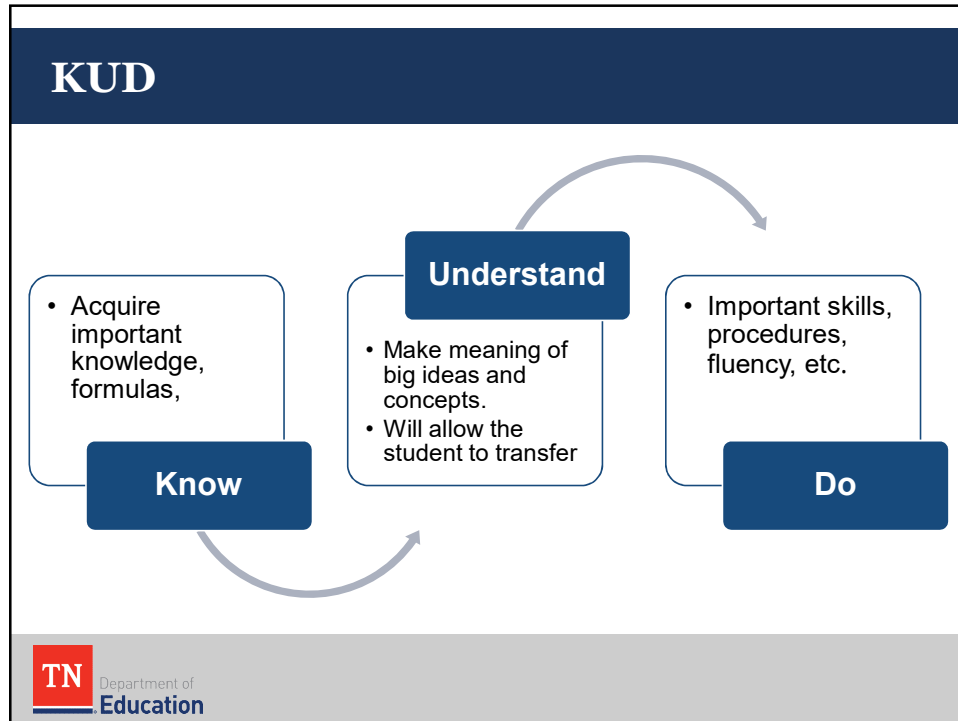 KUD
• Acquire
important
knowledge,
formulas,
Know
Understand
• Make meaning of
big ideas and
concepts.
• Will allow the
student to transfer
• Important skills,
procedures,
fluency, etc.
Do
TN
Department of
Education